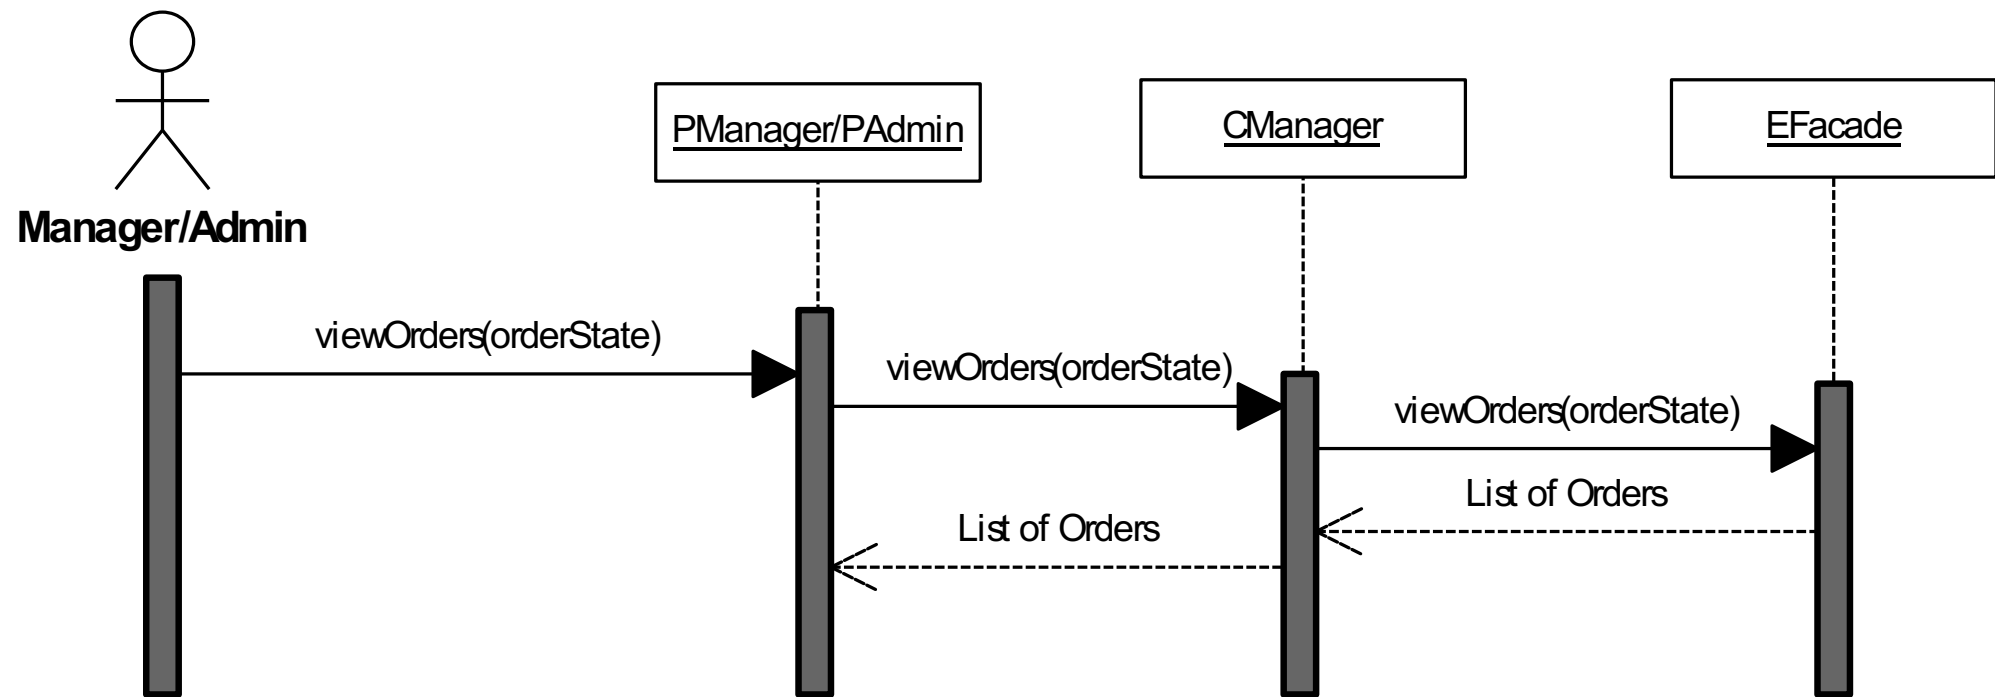 PManager/PAdmin
CManager
EFacade
Manager/Admin
viewOrders(orderState)
viewOrders(orderState)
viewOrders(orderState)
List of Orders
List of Orders